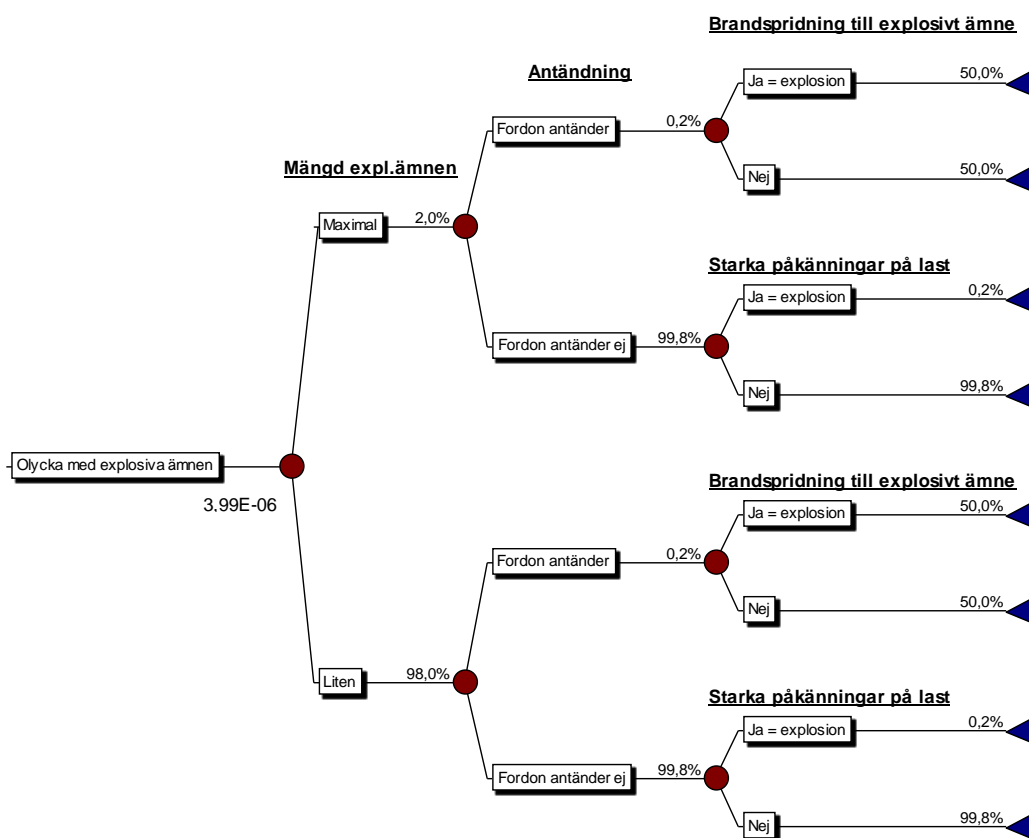 Brandspridning till explosivt ämne
Antändning
Ja = explosion 50,0%
Fordon antänder 0,2%
Mängd expl.ämnen
Nej 50,0%
Maximal 2,0%
Starka påkänningar på last
Ja = explosion 0,2%
Fordon antänder ej 99,8%
Nej 99,8%
Olycka med explosiva ämnen
3,99E-06
Brandspridning till explosivt ämne
Ja = explosion 50,0%
Fordon antänder 0,2%
Nej 50,0%
Liten 98,0%
Starka påkänningar på last
Ja = explosion 0,2%
Fordon antänder ej 99,8%
Nej 99,8%